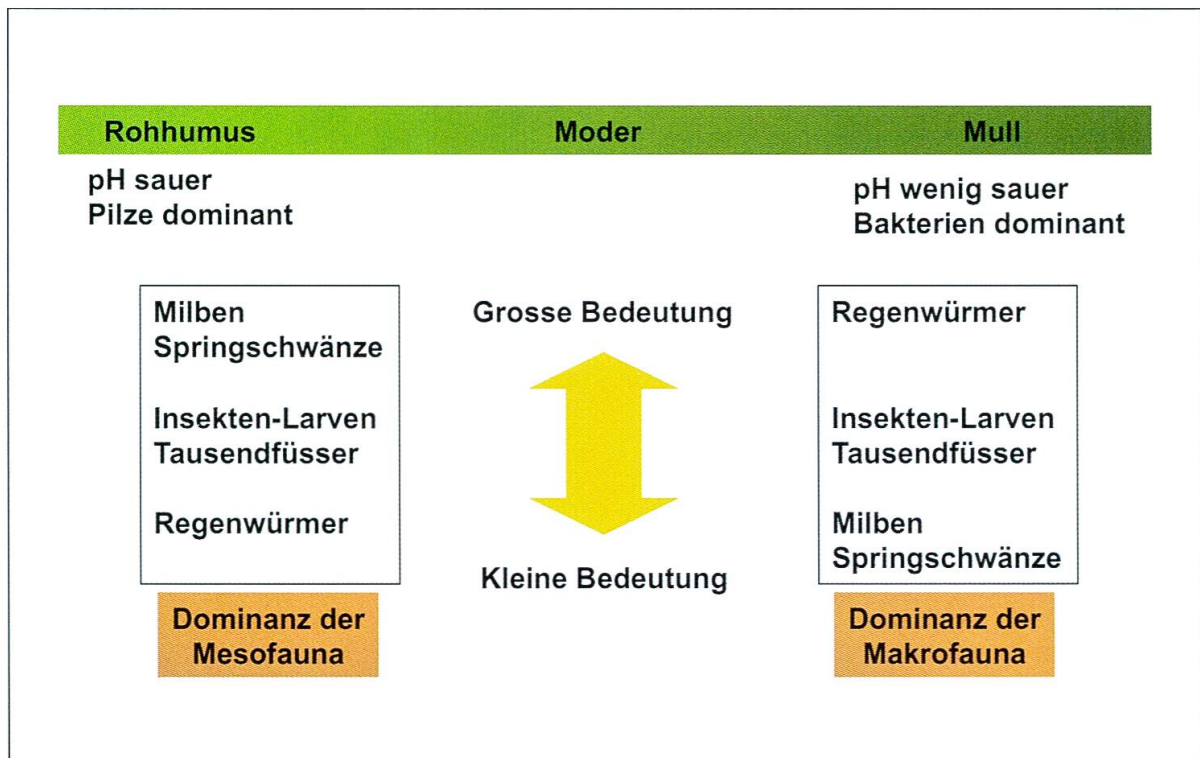 Rohhumus
Moder
Mull
pH sauer
Pilze dominant
pH wenig sauer
Bakterien dominant
Milben
Springschwänze
Insekten-Larven
Tausendfüsser
Regenwürmer
Grosse Bedeutung
Kleine Bedeutung
Regenwürmer
Insekten-Larven
Tausendfüsser
Milben
Springschwänze
Dominanz der
Mesofauna
Dominanz der
Makrofauna